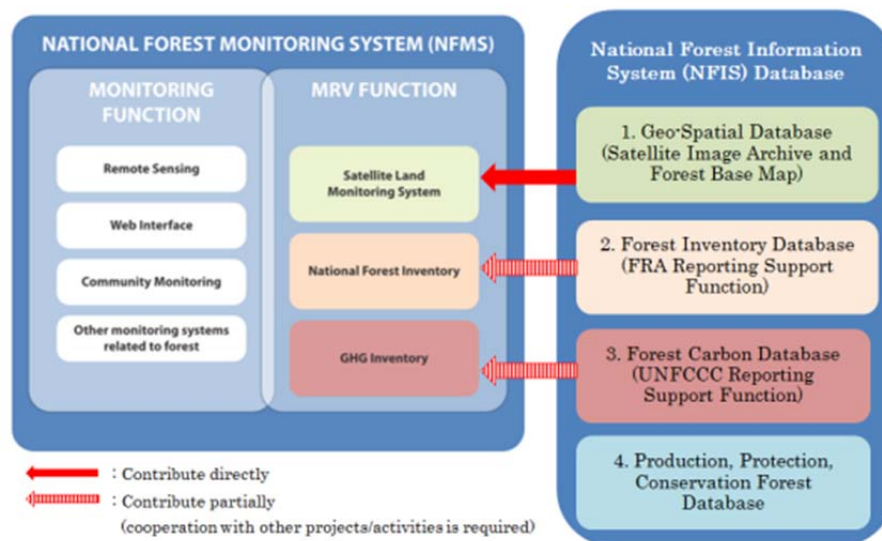 NATIONAL FOREST MONITORING SYSTEM (NFMS)
MONITORING
FUNCTION
Remote Sensing
Web Interface
Community Monitoring
Other monitoring systems
related to forest
MRV FUNCTION
Satellite Land
Monitoring System
National Forest Inventory
GHG Inventory
National Forest Information
System (NFIS) Database
1. Geo-Spatial Database
(Satellite Image Archive and
Forest Base Map)
2. Forest Inventory Database
(FRA Reporting Support
Function)
3. Forest Carbon Database
(UNFCCC Reporting
Support Function)
4. Production, Protection,
Conservation Forest
Database
: Contribute directly
: Contribute partially
(cooperation with other projects/activities is required)